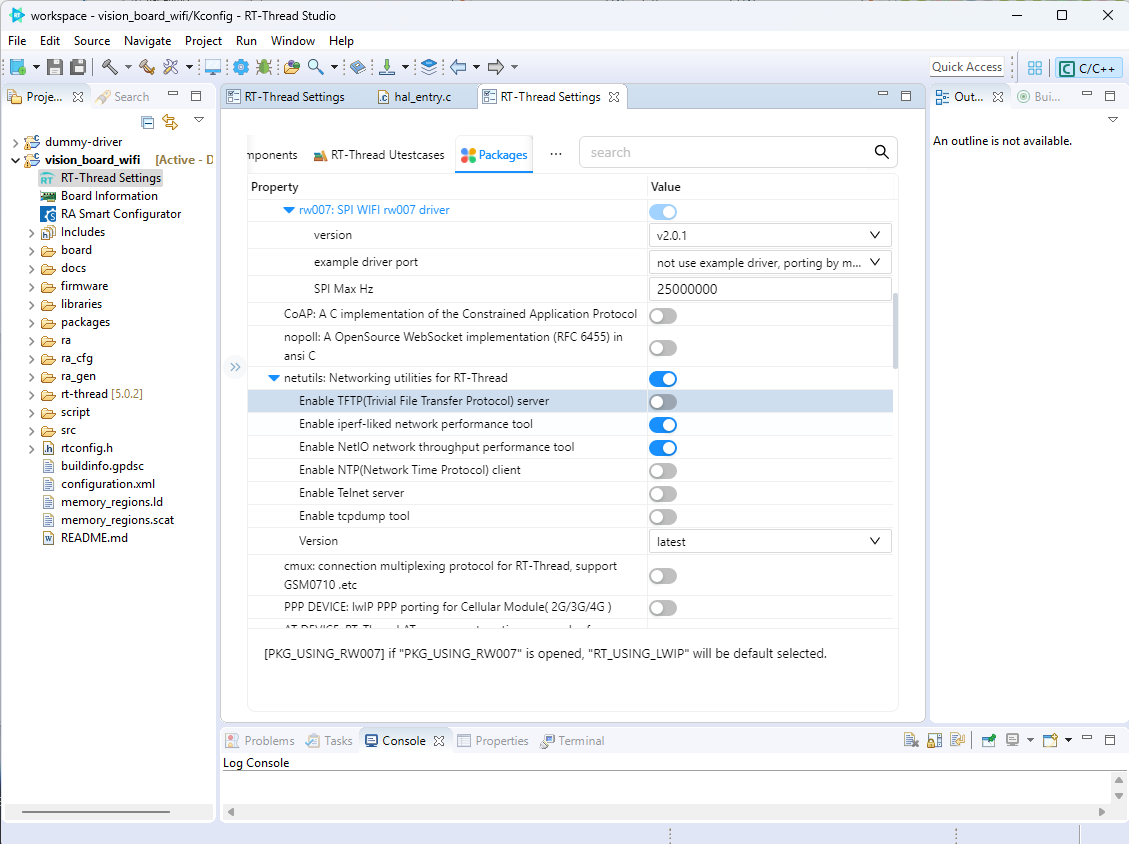 workspace - vision_board_wifi/Kconfig - RT-Thread Studio
File Edit Source Navigate Project Run Window Help
Quick Access
C/C++
Proje...
Search
dummy-driver
vision_board_wifi [Active - D
RT-Thread Settings
Board Information
RA Smart Configurator
Includes
board
docs
firmware
libraries
packages
ra
ra_cfg
ra_gen
rt-thread [5.0.2]
script
src
rtconfig.h
buildinfo.gpdsc
configuration.xml
memory_regions.ld
memory_regions.scat
README.md
RT-Thread Settings
hal_entry.c
RT-Thread Settings
mponents
RT-Thread Utestcases
Packages
...
search
Property Value
rw007: SPI WIFI rw007 driver
version v2.0.1
example driver port not use example driver, porting by m...
SPI Max Hz 25000000
CoAP: A C implementation of the Constrained Application Protocol
nopoll: A OpenSource WebSocket implementation (RFC 6455) in
ansi C
netutils: Networking utilities for RT-Thread
Enable TFTP(Trivial File Transfer Protocol) server
Enable iperf-liked network performance tool
Enable NetIO network throughput performance tool
Enable NTP(Network Time Protocol) client
Enable Telnet server
Enable tcpdump tool
Version latest
cmux: connection multiplexing protocol for RT-Thread, support
GSM0710 .etc
PPP DEVICE: lwIP PPP porting for Cellular Module( 2G/3G/4G )
[PKG_USING_RW007] if "PKG_USING_RW007" is opened, "RT_USING_LWIP" will be default selected.
Out...
Bui...
An outline is not available.
Problems
Tasks
Console
Properties
Terminal
Log Console